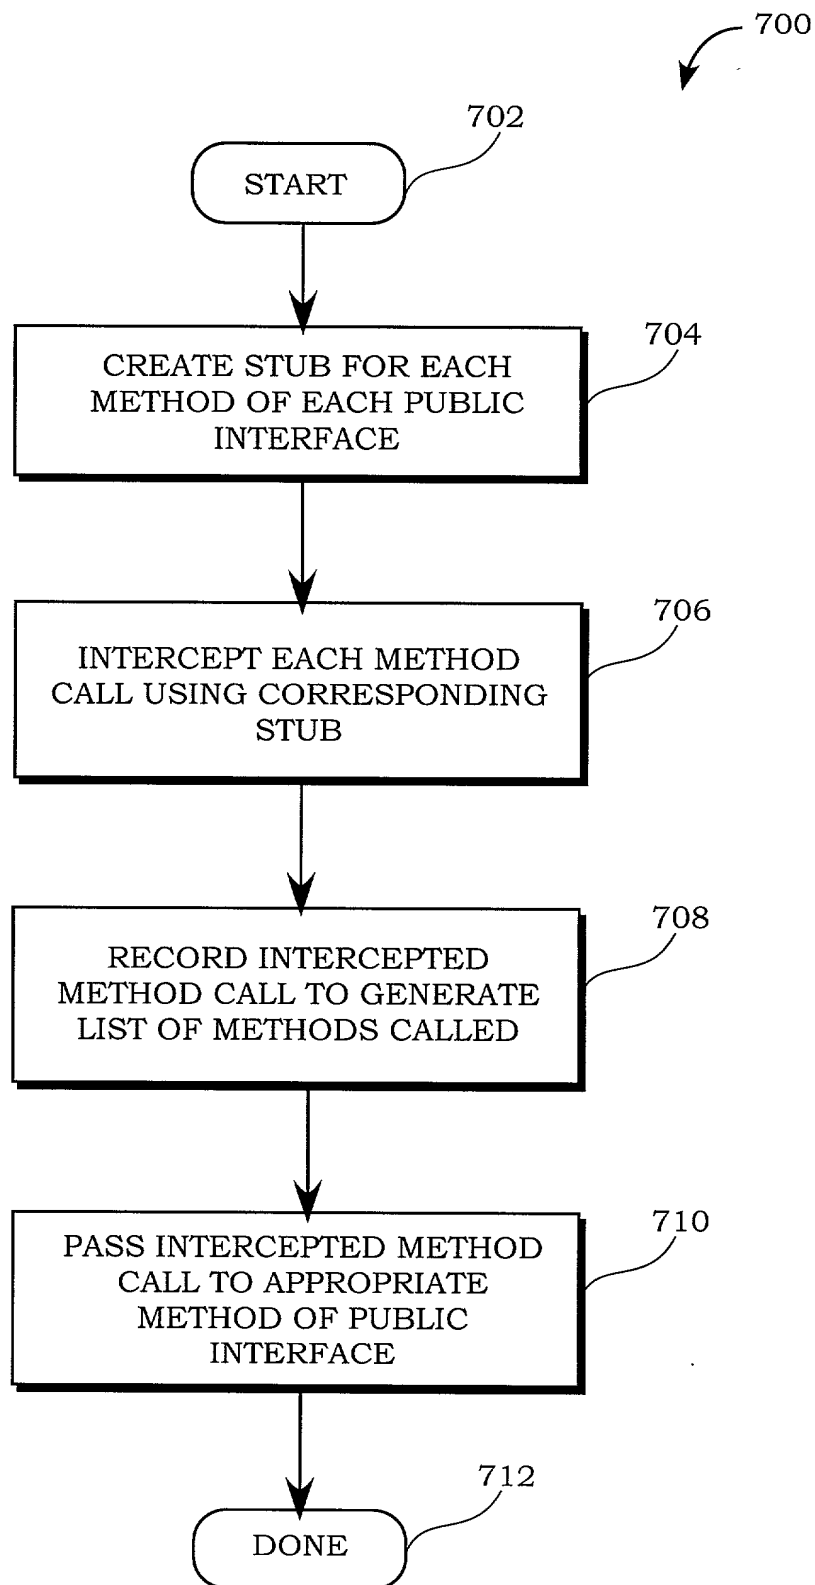 700
702
START
704
CREATE STUB FOR EACH
METHOD OF EACH PUBLIC
INTERFACE
706
INTERCEPT EACH METHOD
CALL USING CORRESPONDING
STUB
708
RECORD INTERCEPTED
METHOD CALL TO GENERATE
LIST OF METHODS CALLED
710
PASS INTERCEPTED METHOD
CALL TO APPROPRIATE
METHOD OF PUBLIC
INTERFACE
712
DONE